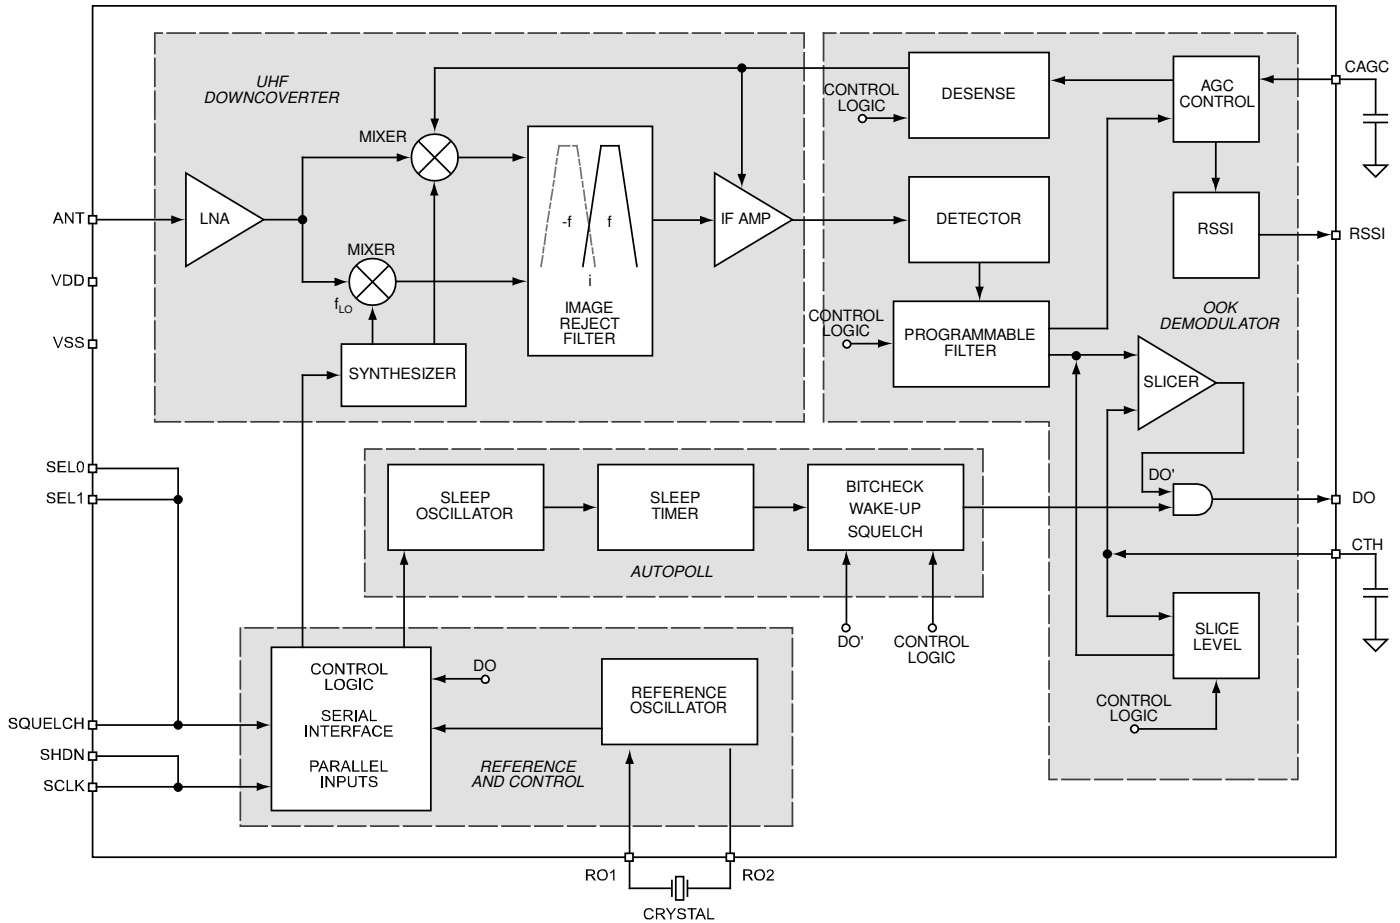 UHF
DOWNCOVERTER
MIXER
LNA
MIXER
fLO
-f
f
i
IMAGE
REJECT
FILTER
IF AMP
SYNTHESIZER
ANT
VDD
VSS
SEL0
SEL1
SQUELCH
SHDN
SCLK
CONTROL
LOGIC
DESENSE
AGC
CONTROL
CAGC
DETECTOR
RSSI
RSSI
CONTROL
LOGIC
PROGRAMMABLE
FILTER
OOK
DEMODULATOR
SLICER
DO'
DO
CTH
SLICE
LEVEL
CONTROL
LOGIC
SLEEP
OSCILLATOR
SLEEP
TIMER
BITCHECK
WAKE-UP
SQUELCH
AUTOPOLL
DO'
CONTROL
LOGIC
CONTROL
LOGIC
SERIAL
INTERFACE
PARALLEL
INPUTS
DO
REFERENCE
OSCILLATOR
REFERENCE
AND CONTROL
RO1
RO2
CRYSTAL